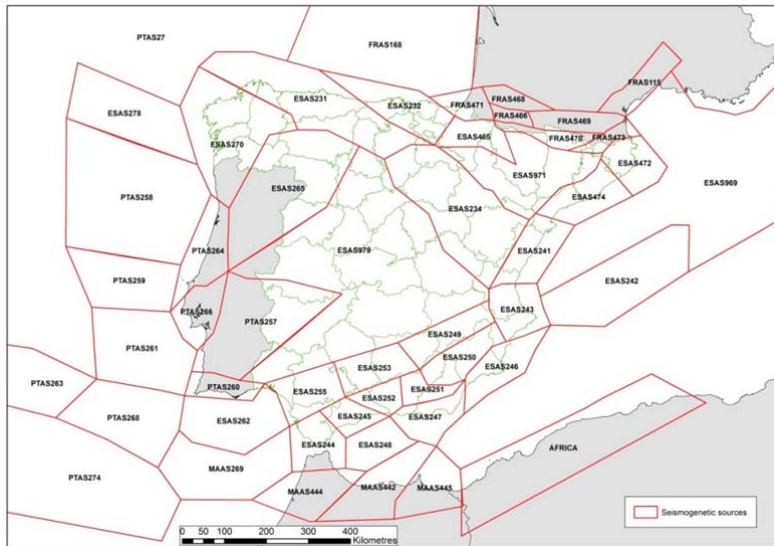 PTAS27
FRAS168
FRAS115
ESAS231
ESAS232
FRAS471
FRAS468
ESAS278
FRAS466
FRAS469
ESAS270
ESAS465
FRAS470
FRAS473
ESAS472
ESAS265
ESAS971
ESAS969
PTAS258
ESAS474
ESAS234
PTAS264
ESAS979
ESAS241
PTAS259
ESAS242
PTAS266
PTAS257
ESAS243
ESAS249
PTAS261
ESAS250
ESAS246
ESAS253
PTAS263
PTAS260
ESAS251
ESAS255
ESAS252
PTAS268
ESAS262
ESAS245
ESAS247
ESAS244
ESAS248
AFRICA
MAAS269
PTAS274
MAAS444
MAAS442
MAAS445
Seismogenetic sources
0 50 100 200 300 400
Kilometres